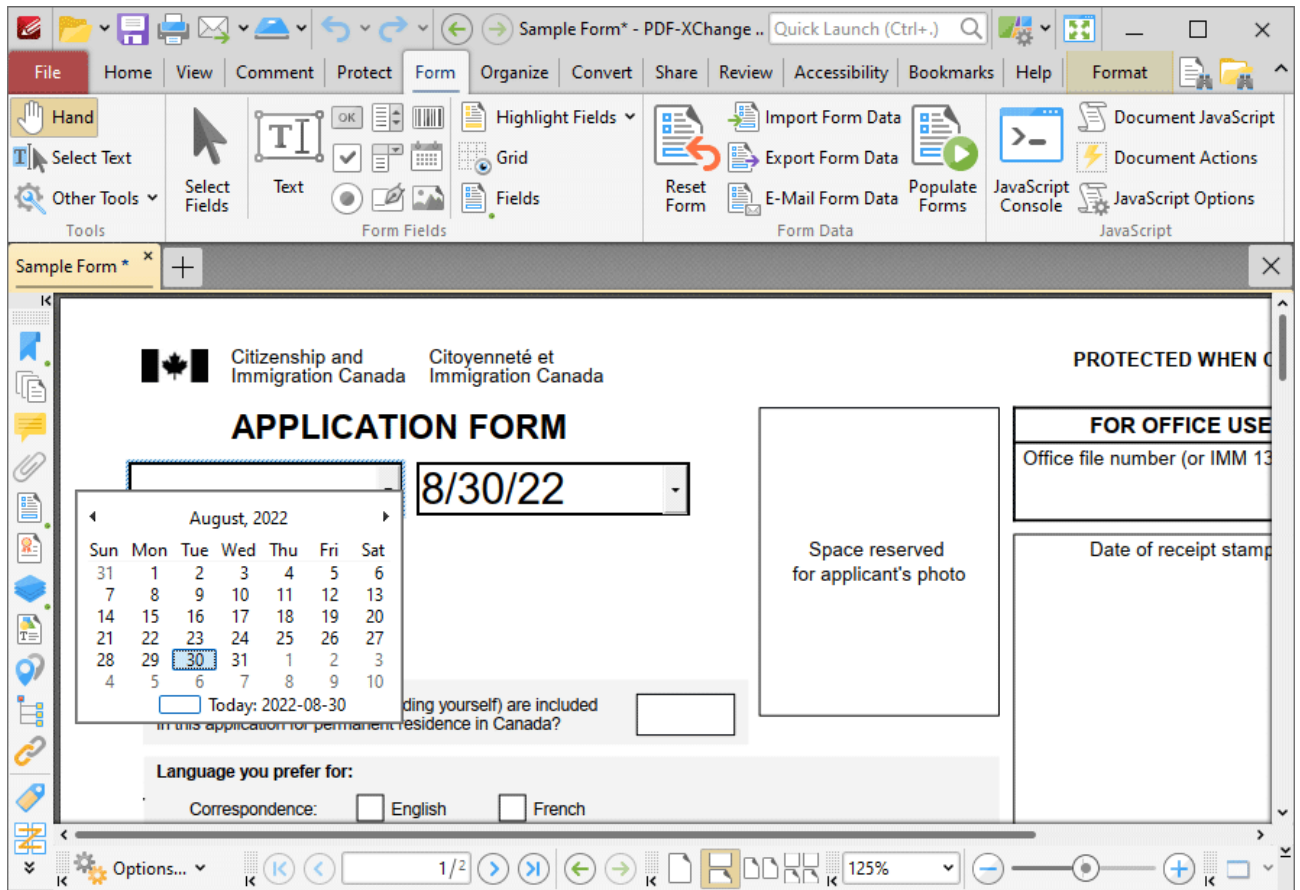 Sample Form* - PDF-XChange ..
Quick Launch (Ctrl+.)
File Home View Comment Protect Form Organize Convert Share Review Accessibility Bookmarks Help Format
Hand
Select Text
Other Tools
Tools
Select Fields
Text
OK
Highlight Fields
Grid
Fields
Form Fields
Reset Form
Import Form Data
Export Form Data
E-Mail Form Data
Populate Forms
Form Data
JavaScript Console
Document JavaScript
Document Actions
JavaScript Options
JavaScript
Sample Form *
Citizenship and Immigration Canada
Citoyenneté et Immigration Canada
PROTECTED WHEN
APPLICATION FORM
8/30/22
August, 2022
Sun Mon Tue Wed Thu Fri Sat
31 1 2 3 4 5 6
7 8 9 10 11 12 13
14 15 16 17 18 19 20
21 22 23 24 25 26 27
28 29 30 31 1 2 3
4 5 6 7 8 9 10
Today: 2022-08-30
yourself) are included
in this application for permanent residence in Canada?
Language you prefer for:
Correspondence: English French
Space reserved
for applicant's photo
FOR OFFICE USE
Office file number (or IMM 13
Date of receipt stamp
Options...
1/2
125%